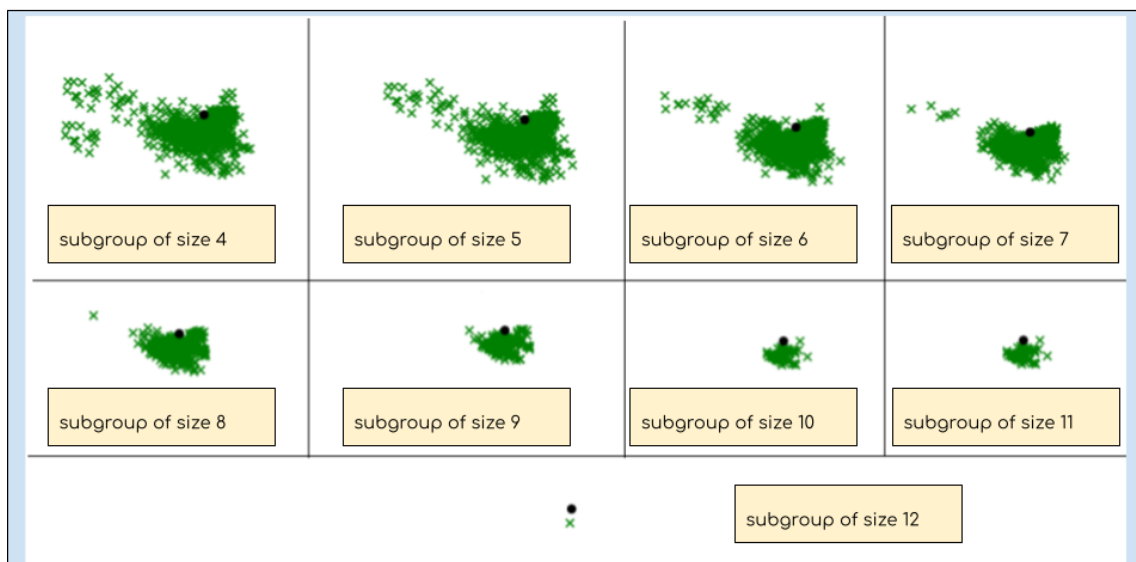 subgroup of size 4
subgroup of size 5
subgroup of size 6
subgroup of size 7
subgroup of size 8
subgroup of size 9
subgroup of size 10
subgroup of size 11
subgroup of size 12